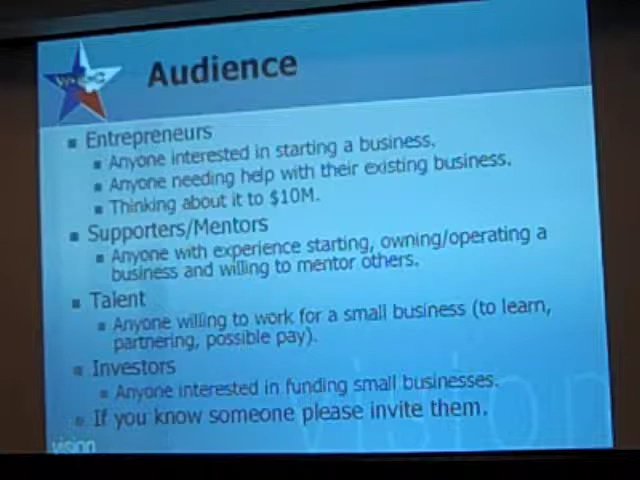 Audience
Entrepreneurs
Anyone interested in starting a business.
Anyone needing help with their existing business.
Thinking about it to $10M.
Supporters/Mentors
Anyone with experience starting, owning/operating a
business and willing to mentor others.
Talent
Anyone willing to work for a small business (to learn,
partnering, possible pay).
Investors
Anyone interested in funding small businesses.
If you know someone please invite them.
vision
vision